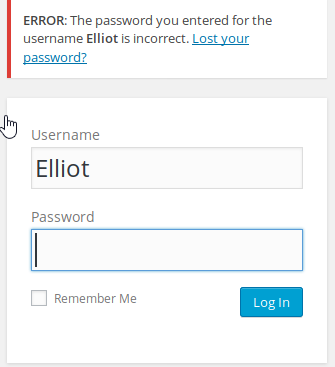 ERROR: The password you entered for the
username Elliot is incorrect. Lost your
password?
Username
Elliot
Password
Remember Me
Log In